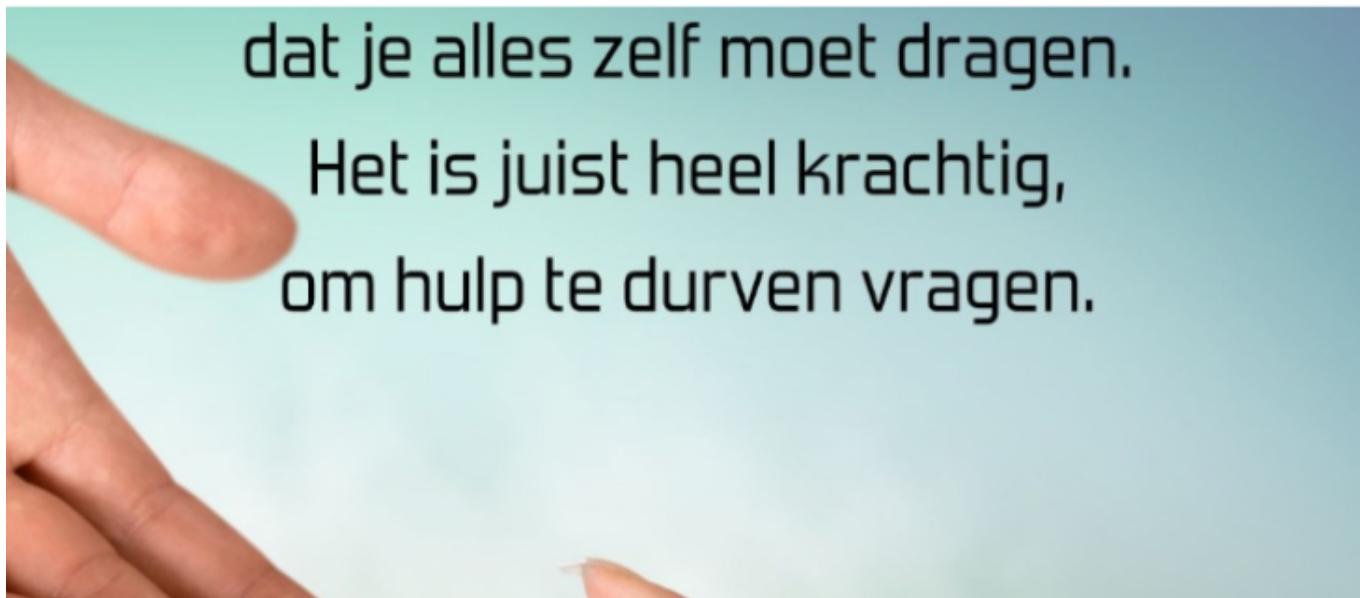 dat je alles zelf moet dragen.
Het is juist heel krachtig,
om hulp te durven vragen.